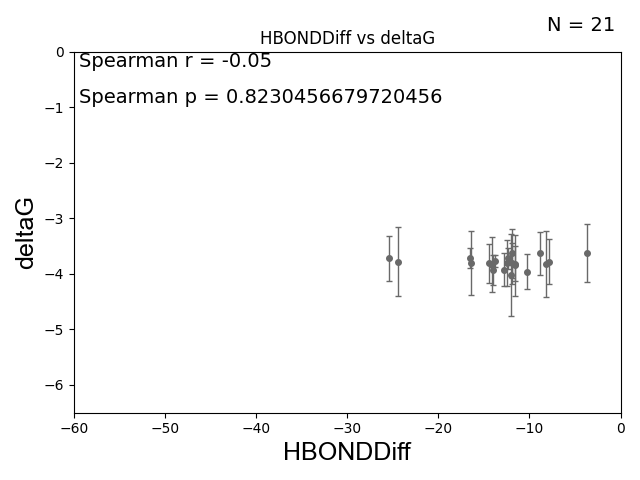 N = 21
HBONDDiff vs deltaG
Spearman r = -0.05
Spearman p = 0.8230456679720456
deltaG
0
−1
−2
−3
−4
−5
−6
−60
−50
−40
−30
−20
−10
0
HBONDDiff